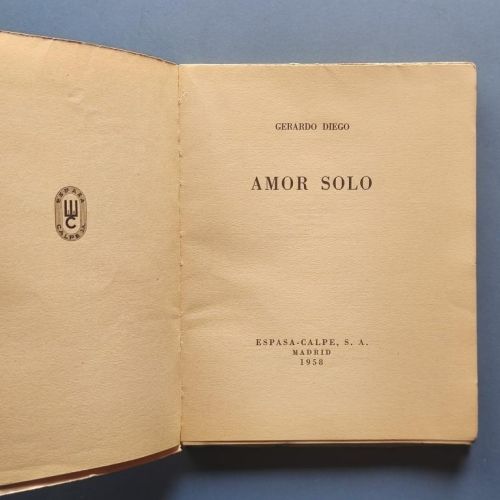 ESPASA
CALPE
GERARDO DIEGO
AMOR SOLO
ESPASA-CALPE, S. A.
MADRID
1958